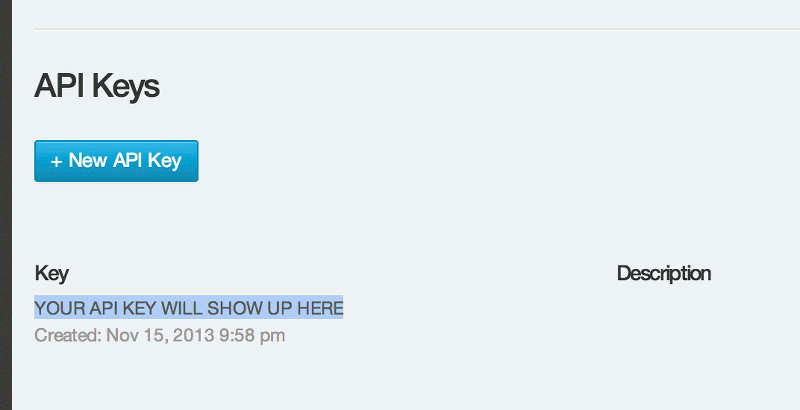 API Keys
+ New API Key
Key Description
YOUR API KEY WILL SHOW UP HERE
Created: Nov 15, 2013 9:58 pm